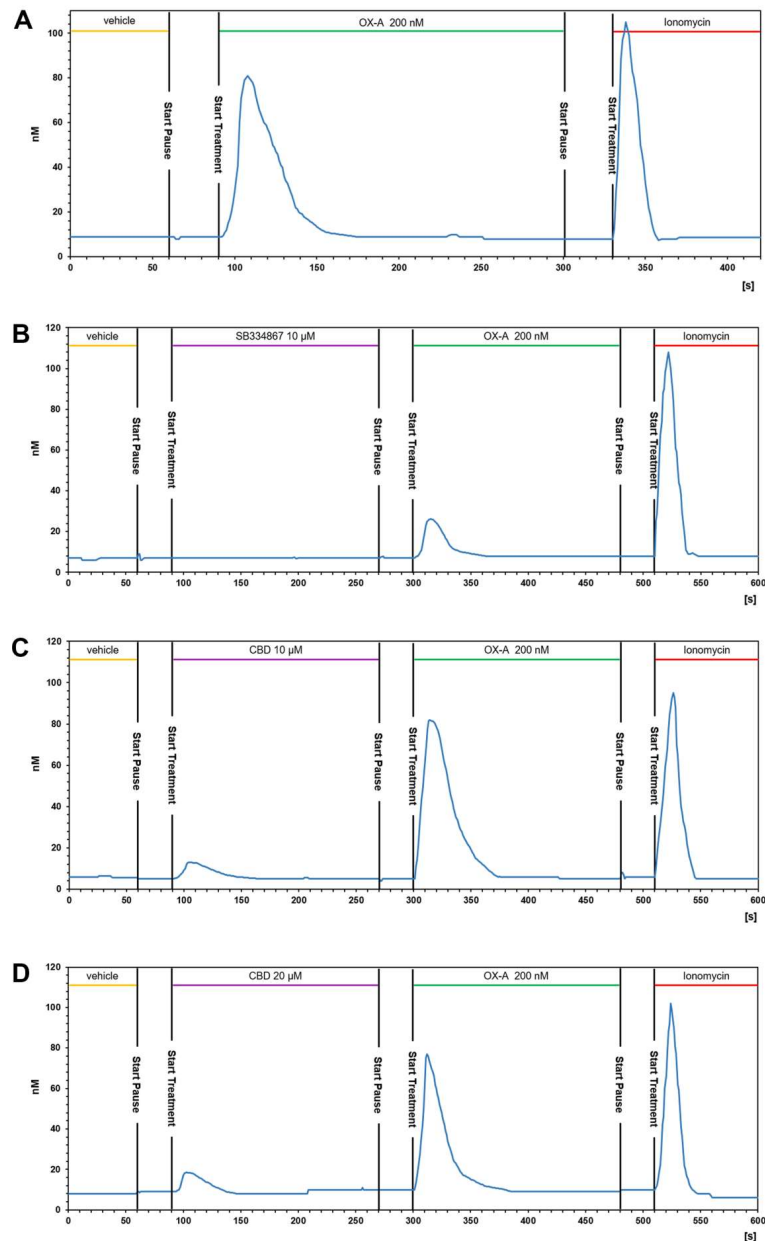 A
vehicle
OX-A 200 nM
Ionomycin
100
80
60
40
20
0
nM
Start Pause
Start Treatment
Start Pause
Start Treatment
0 50 100 150 200 250 300 350 400
[s]
B
vehicle
SB334867 10 µM
OX-A 200 nM
Ionomycin
120
100
80
60
40
20
0
nM
Start Pause
Start Treatment
Start Pause
Start Treatment
Start Pause
Start Treatment
0 50 100 150 200 250 300 350 400 450 500 550 600
[s]
C
vehicle
CBD 10 µM
OX-A 200 nM
Ionomycin
120
100
80
60
40
20
0
nM
Start Pause
Start Treatment
Start Pause
Start Treatment
Start Pause
Start Treatment
0 50 100 150 200 250 300 350 400 450 500 550 600
[s]
D
vehicle
CBD 20 µM
OX-A 200 nM
Ionomycin
120
100
80
60
40
20
0
nM
Start Pause
Start Treatment
Start Pause
Start Treatment
Start Pause
Start Treatment
0 50 100 150 200 250 300 350 400 450 500 550 600
[s]